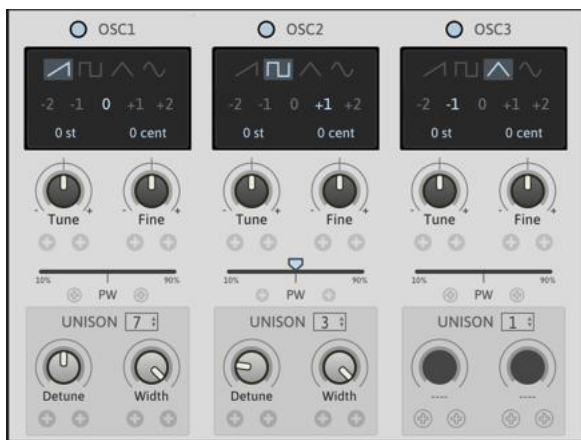 OSC1 OSC2 OSC3
-2 -1 0 +1 +2 -2 -1 0 +1 +2 -2 -1 0 +1 +2
0 st 0 cent 0 st 0 cent 0 st 0 cent
- + - + - + - + - + - +
Tune Fine Tune Fine Tune Fine
10% PW 90% 10% PW 90% 10% PW 90%
UNISON 7 UNISON 3 UNISON 1
Detune Width Detune Width ---- ----